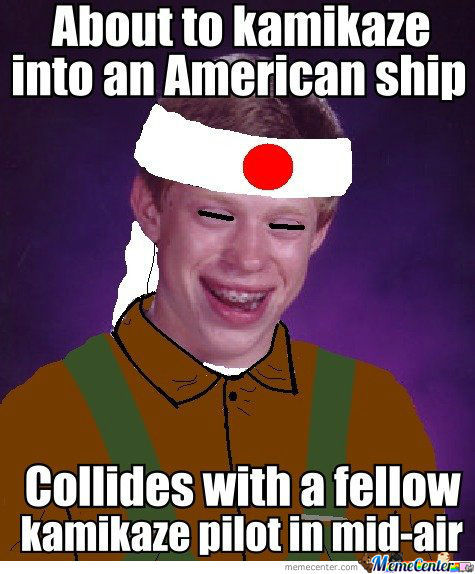 About to kamikaze
into an American ship
Collides with a fellow
kamikaze pilot in mid-air
memecenter.com MemeCenter